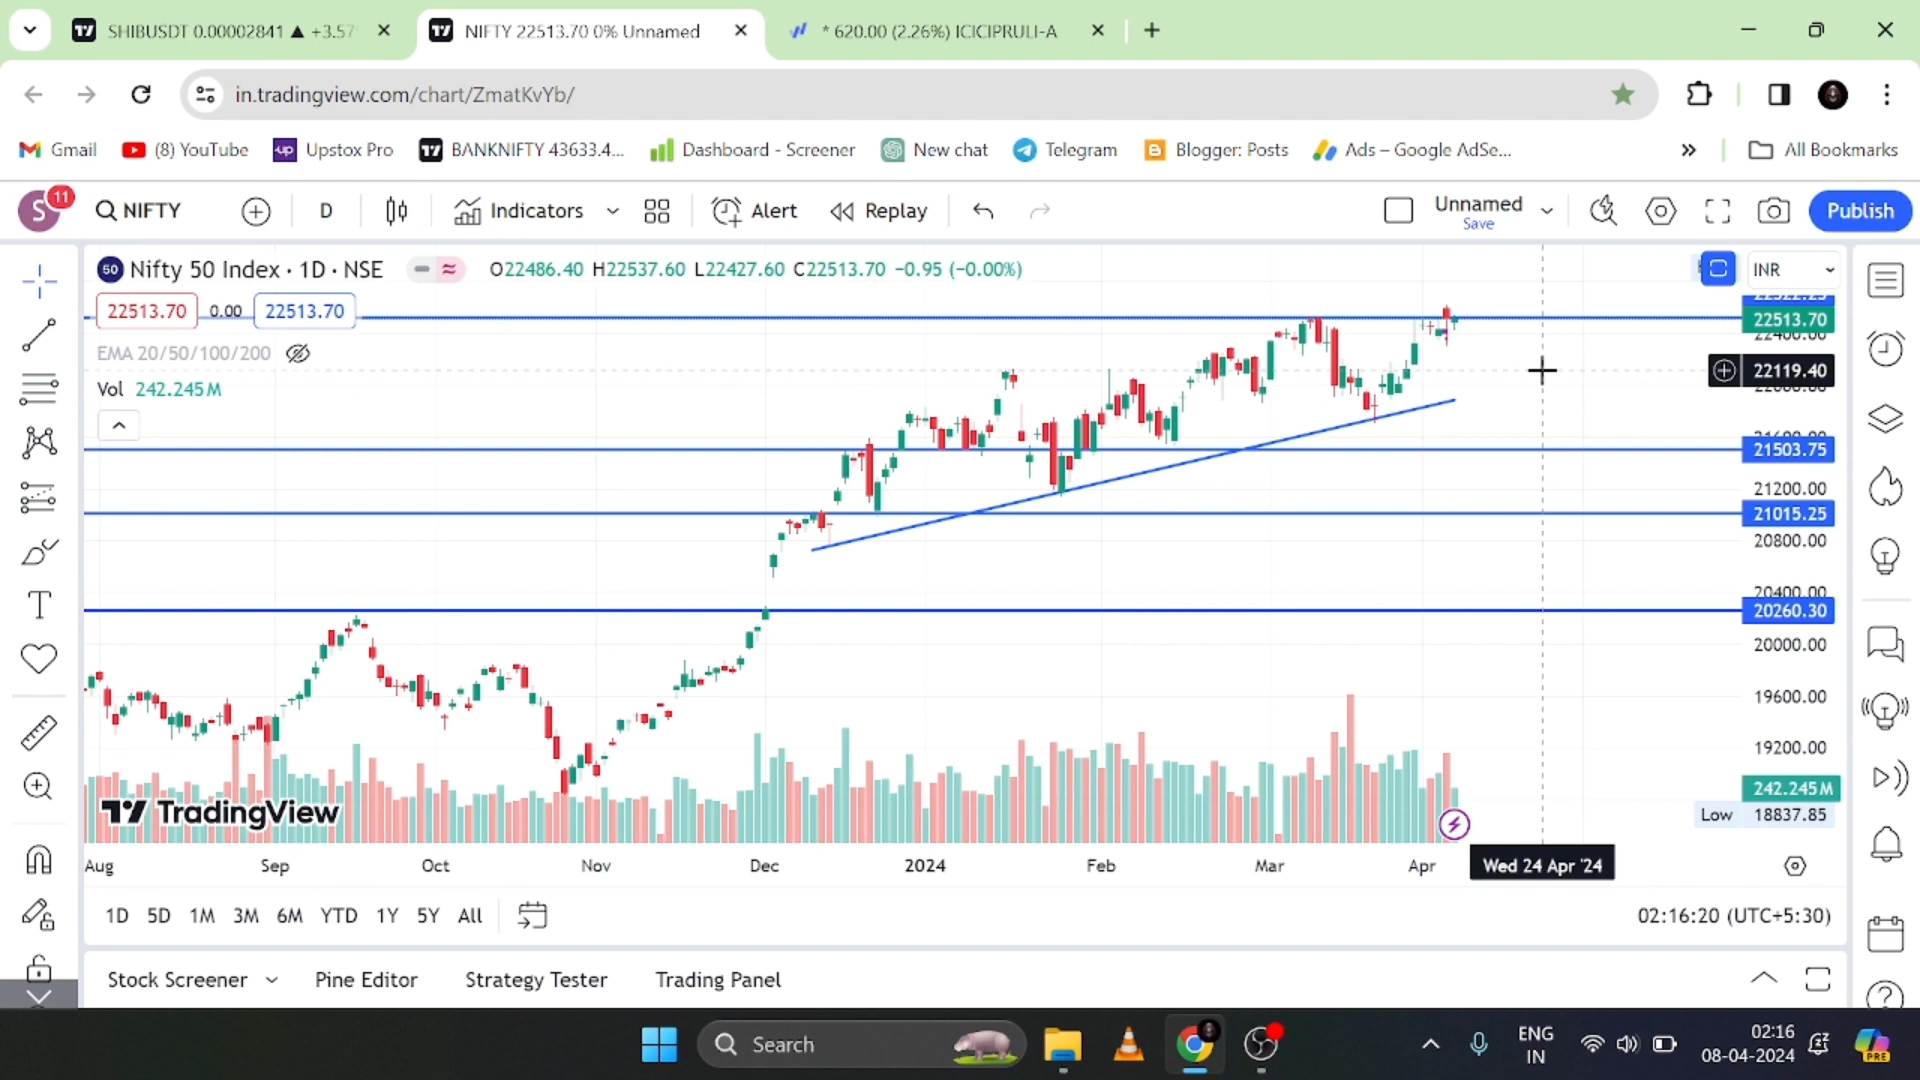 SHIBUSDT 0.00002841 ▲ +3.57
NIFTY 22513.70 0% Unnamed
* 620.00 (2.26%) ICICIPRULI-A
in.tradingview.com/chart/ZmatKvYb/
Gmail
(8) YouTube
up
Upstox Pro
BANKNIFTY 43633.4...
Dashboard - Screener
New chat
Telegram
Blogger: Posts
Ads – Google AdSe...
All Bookmarks
S
11
NIFTY
D
Indicators
Alert
Replay
Unnamed
Save
Publish
50
Nifty 50 Index · 1D · NSE
O22486.40 H22537.60 L22427.60 C22513.70 −0.95 (−0.00%)
INR
22513.70 0.00 22513.70
22513.70
EMA 20/50/100/200
22119.40
Vol 242.245M
21503.75
21200.00
21015.25
20800.00
20400.00
20260.30
20000.00
19600.00
19200.00
242.245M
Low 18837.85
TradingView
Aug Sep Oct Nov Dec 2024 Feb Mar Apr Wed 24 Apr '24
1D 5D 1M 3M 6M YTD 1Y 5Y All
02:16:20 (UTC+5:30)
Stock Screener
Pine Editor
Strategy Tester
Trading Panel
Search
ENG
IN
02:16
08-04-2024
PRE